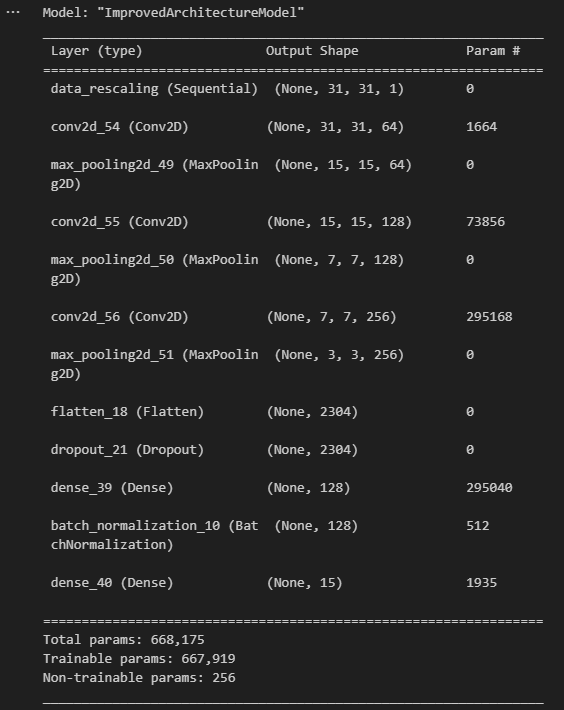 ... Model: "ImprovedArchitectureModel"
_________________________________________________________________
Layer (type) Output Shape Param #
=================================================================
data_rescaling (Sequential) (None, 31, 31, 1) 0
conv2d_54 (Conv2D) (None, 31, 31, 64) 1664
max_pooling2d_49 (MaxPoolin (None, 15, 15, 64) 0
g2D)
conv2d_55 (Conv2D) (None, 15, 15, 128) 73856
max_pooling2d_50 (MaxPoolin (None, 7, 7, 128) 0
g2D)
conv2d_56 (Conv2D) (None, 7, 7, 256) 295168
max_pooling2d_51 (MaxPoolin (None, 3, 3, 256) 0
g2D)
flatten_18 (Flatten) (None, 2304) 0
dropout_21 (Dropout) (None, 2304) 0
dense_39 (Dense) (None, 128) 295040
batch_normalization_10 (Bat (None, 128) 512
chNormalization)
dense_40 (Dense) (None, 15) 1935
=================================================================
Total params: 668,175
Trainable params: 667,919
Non-trainable params: 256
_________________________________________________________________